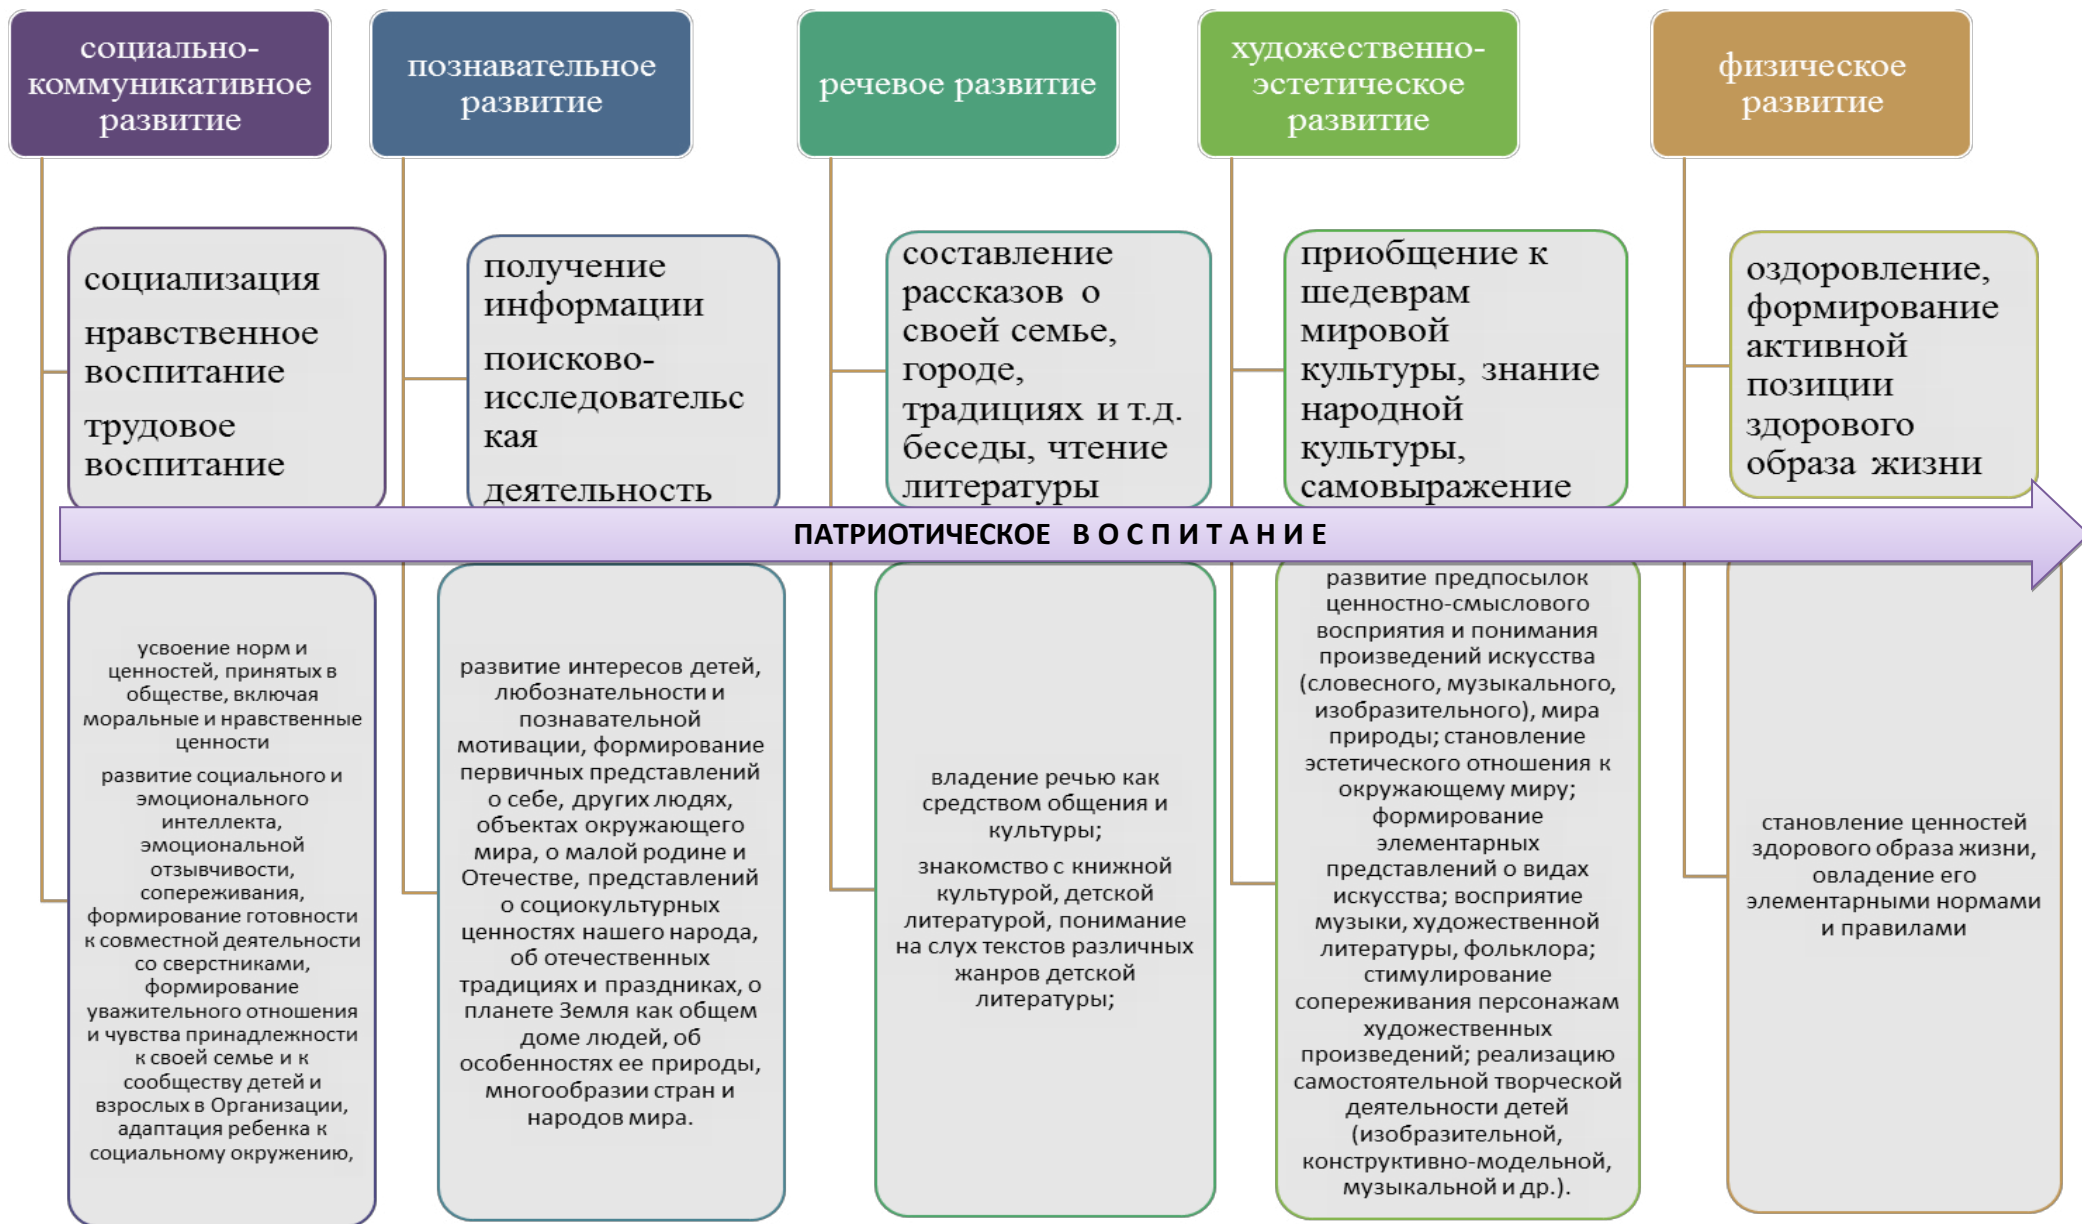 социально-
коммуникативное
развитие
познавательное
развитие
речевое развитие
художественно-
эстетическое
развитие
физическое
развитие
социализация
нравственное
воспитание
трудовое
воспитание
получение
информации
поисково-
исследовательс
кая
деятельность
составление
рассказов о
своей семье,
городе,
традициях и т.д.
беседы, чтение
литературы
приобщение к
шедеврам
мировой
культуры, знание
народной
культуры,
самовыражение
оздоровление,
формирование
активной
позиции
здорового
образа жизни
ПАТРИОТИЧЕСКОЕ В О С П И Т А Н И Е
усвоение норм и
ценностей, принятых в
обществе, включая
моральные и нравственные
ценности
развитие социального и
эмоционального
интеллекта,
эмоциональной
отзывчивости,
сопереживания,
формирование готовности
к совместной деятельности
со сверстниками,
формирование
уважительного отношения
и чувства принадлежности
к своей семье и к
сообществу детей и
взрослых в Организации,
адаптация ребенка к
социальному окружению,
развитие интересов детей,
любознательности и
познавательной
мотивации, формирование
первичных представлений
о себе, других людях,
объектах окружающего
мира, о малой родине и
Отечестве, представлений
о социокультурных
ценностях нашего народа,
об отечественных
традициях и праздниках, о
планете Земля как общем
доме людей, об
особенностях ее природы,
многообразии стран и
народов мира.
владение речью как
средством общения и
культуры;
знакомство с книжной
культурой, детской
литературой, понимание
на слух текстов различных
жанров детской
литературы;
развитие предпосылок
ценностно-смыслового
восприятия и понимания
произведений искусства
(словесного, музыкального,
изобразительного), мира
природы; становление
эстетического отношения к
окружающему миру;
формирование
элементарных
представлений о видах
искусства; восприятие
музыки, художественной
литературы, фольклора;
стимулирование
сопереживания персонажам
художественных
произведений; реализацию
самостоятельной творческой
деятельности детей
(изобразительной,
конструктивно-модельной,
музыкальной и др.).
становление ценностей
здорового образа жизни,
овладение его
элементарными нормами
и правилами